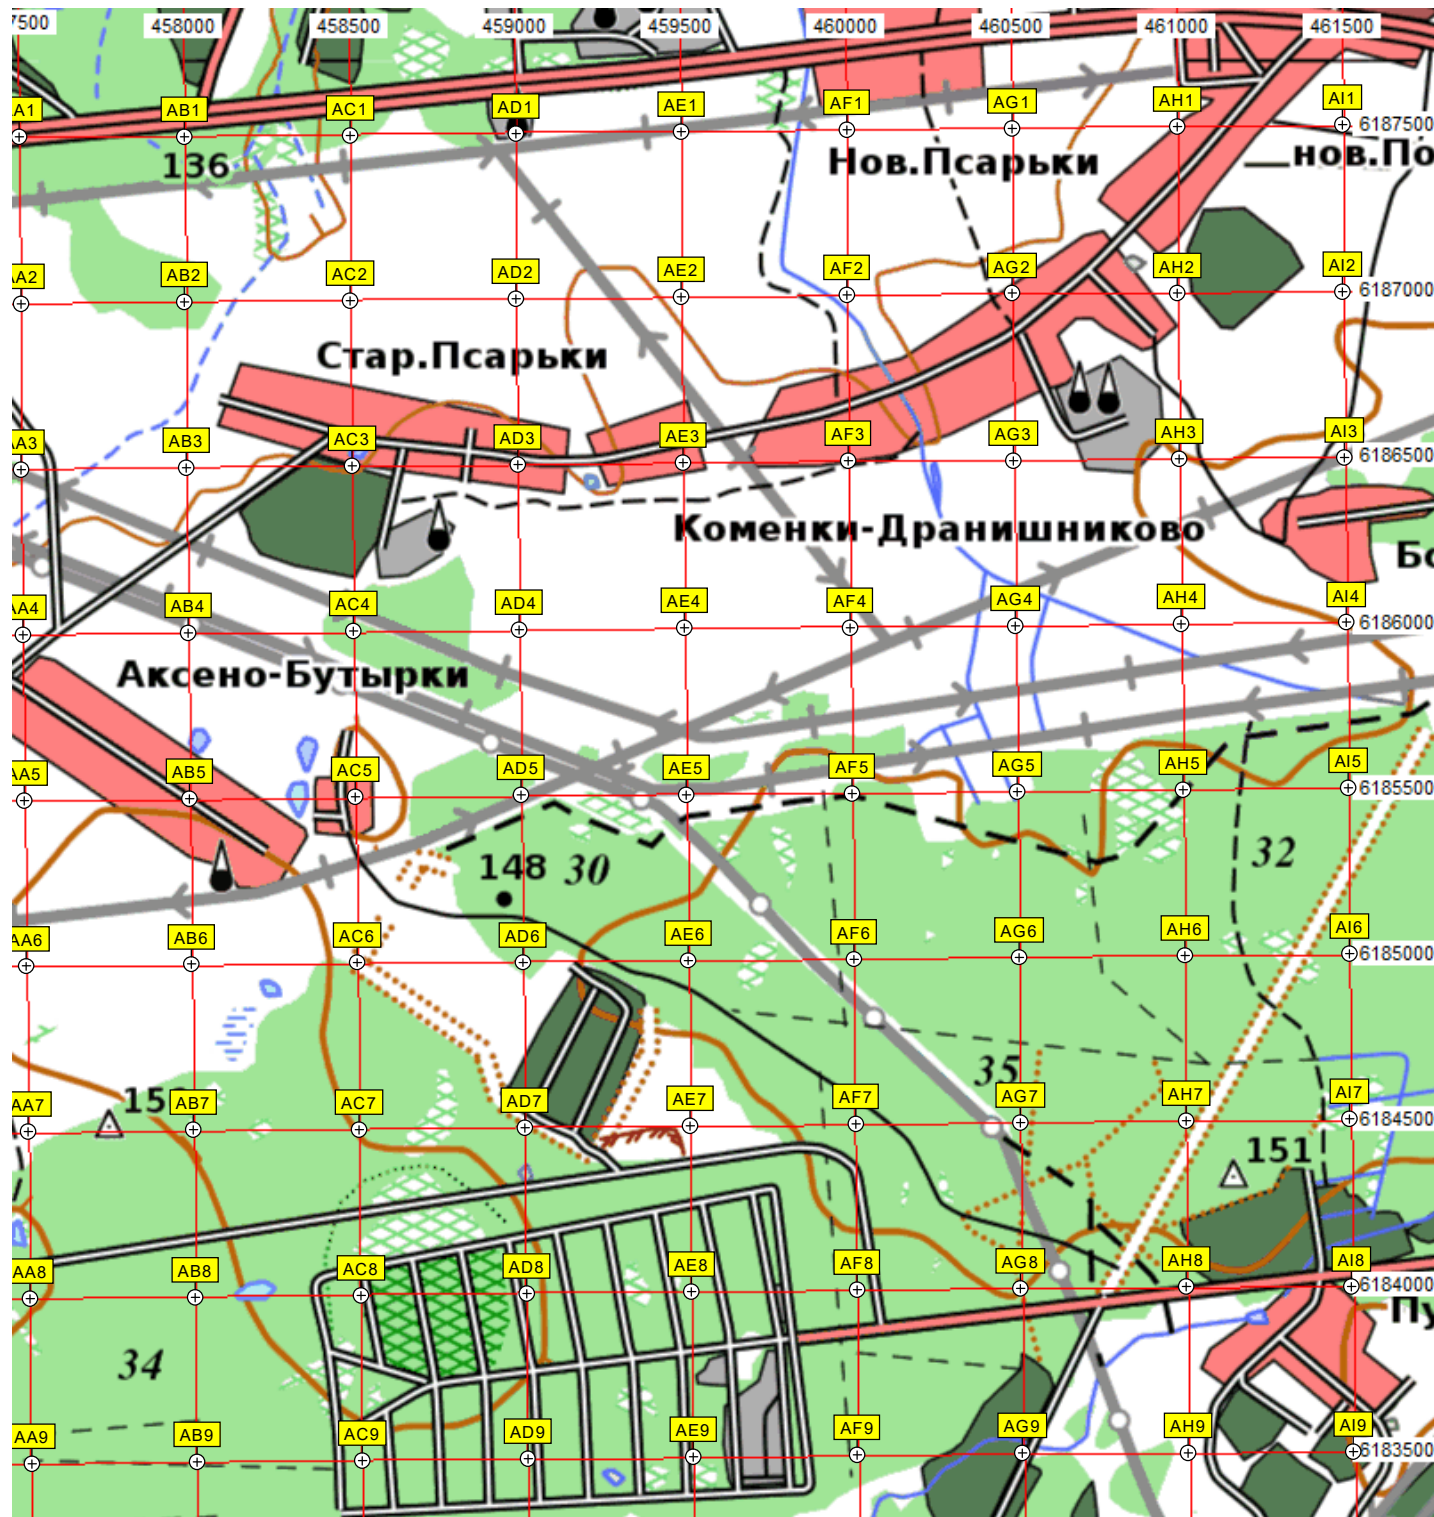 7500 458000 458500 459000 459500 460000 460500 461000 461500
AA1 AB1 AC1 AD1 AE1 AF1 AG1 AH1 AI1
6187500
136 Нов.Псарьки нов.По
AA2 AB2 AC2 AD2 AE2 AF2 AG2 AH2 AI2
6187000
Стар.Псарьки
AA3 AB3 AC3 AD3 AE3 AF3 AG3 AH3 AI3
6186500
Коменки-Дранишниково
Бо
AA4 AB4 AC4 AD4 AE4 AF4 AG4 AH4 AI4
6186000
Аксено-Бутырки
AA5 AB5 AC5 AD5 AE5 AF5 AG5 AH5 AI5
6185500
148 30 32
AA6 AB6 AC6 AD6 AE6 AF6 AG6 AH6 AI6
6185000
35
AA7 15 AB7 AC7 AD7 AE7 AF7 AG7 AH7 AI7
6184500
151
AA8 AB8 AC8 AD8 AE8 AF8 AG8 AH8 AI8
6184000
Пу
34
AA9 AB9 AC9 AD9 AE9 AF9 AG9 AH9 AI9
6183500